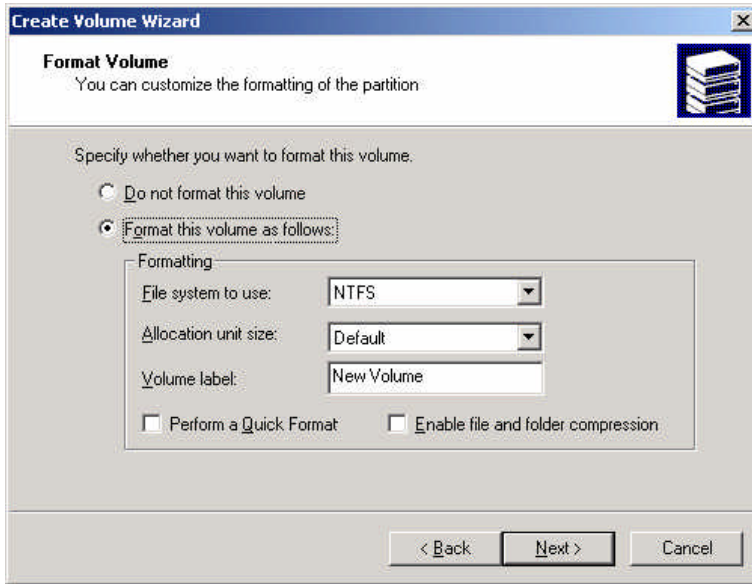 Create Volume Wizard
Format Volume
You can customize the formatting of the partition
Specify whether you want to format this volume.
Do not format this volume
Format this volume as follows:
Formatting
File system to use: NTFS
Allocation unit size: Default
Volume label: New Volume
Perform a Quick Format Enable file and folder compression
< Back Next > Cancel